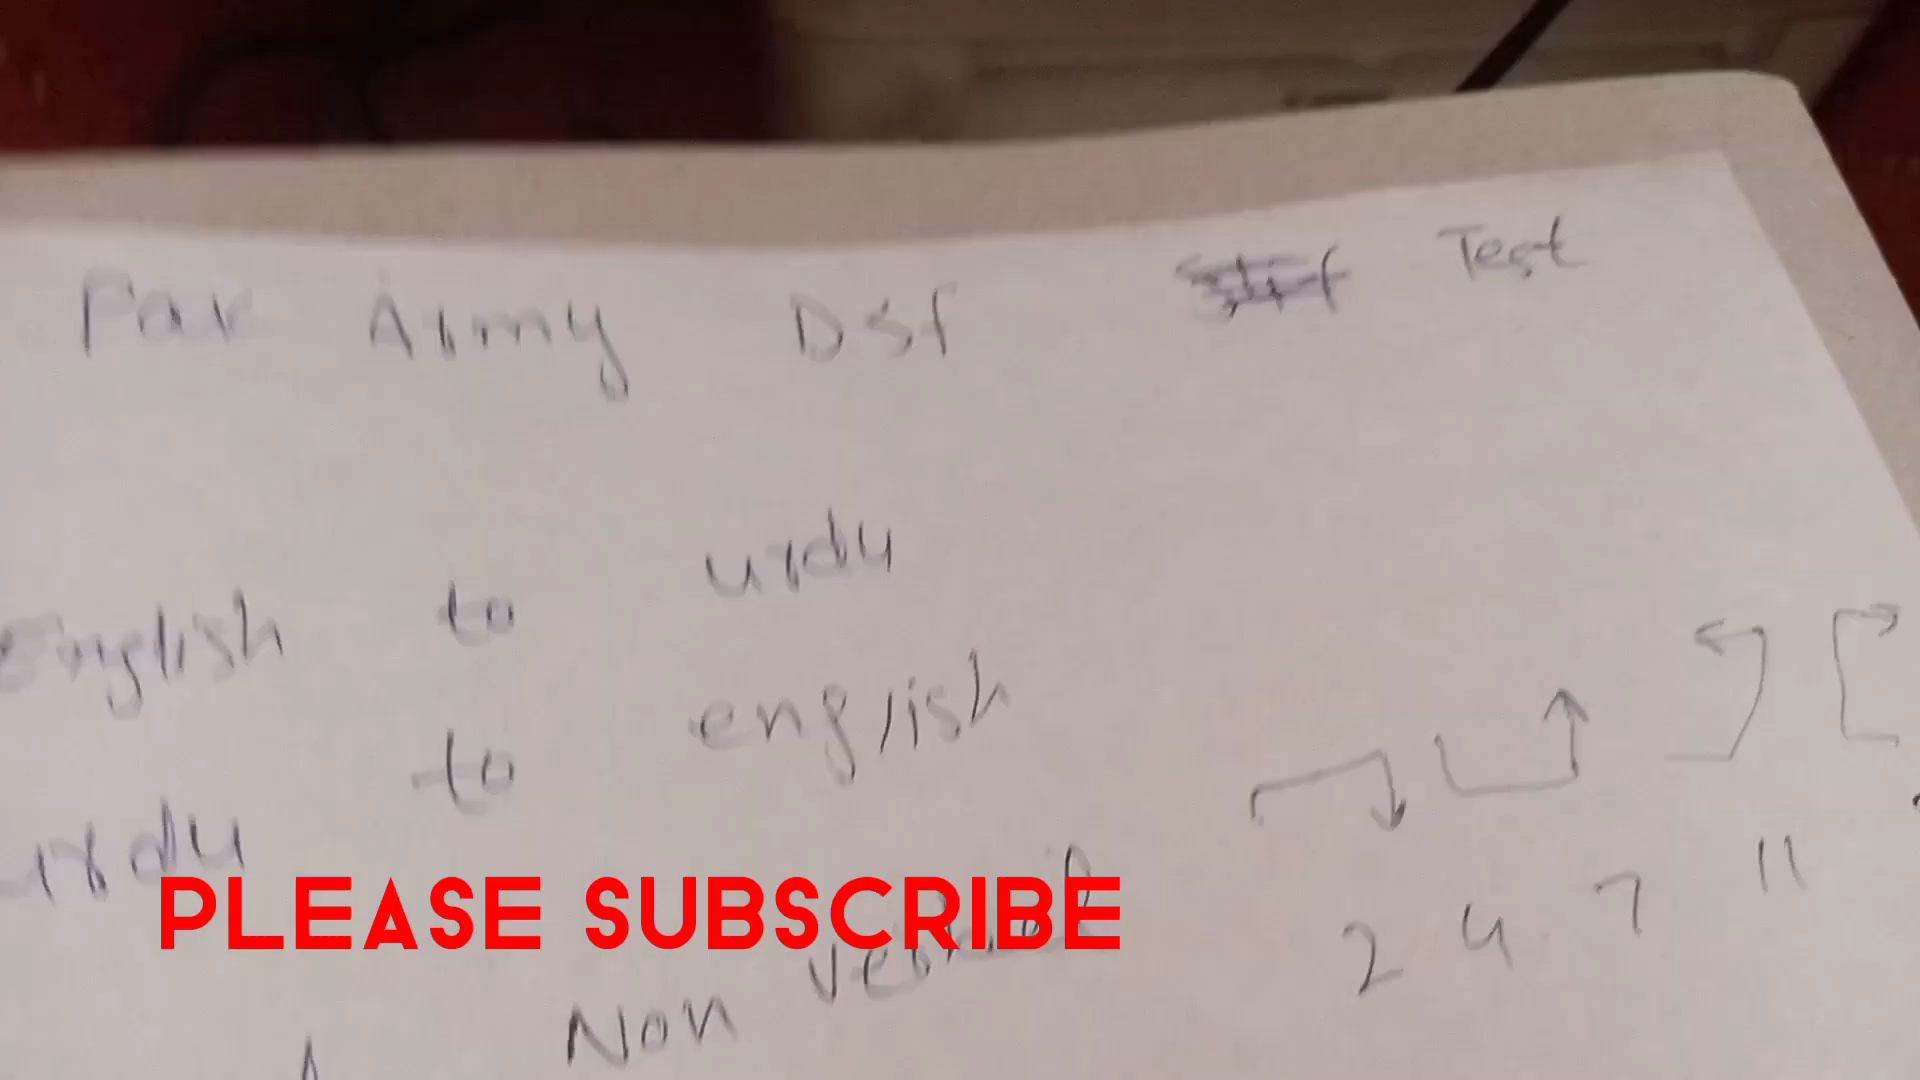 Pak Army DSf Test
English to urdu
urdu to english
PLEASE SUBSCRIBE
Non verbal
2 4 7 11